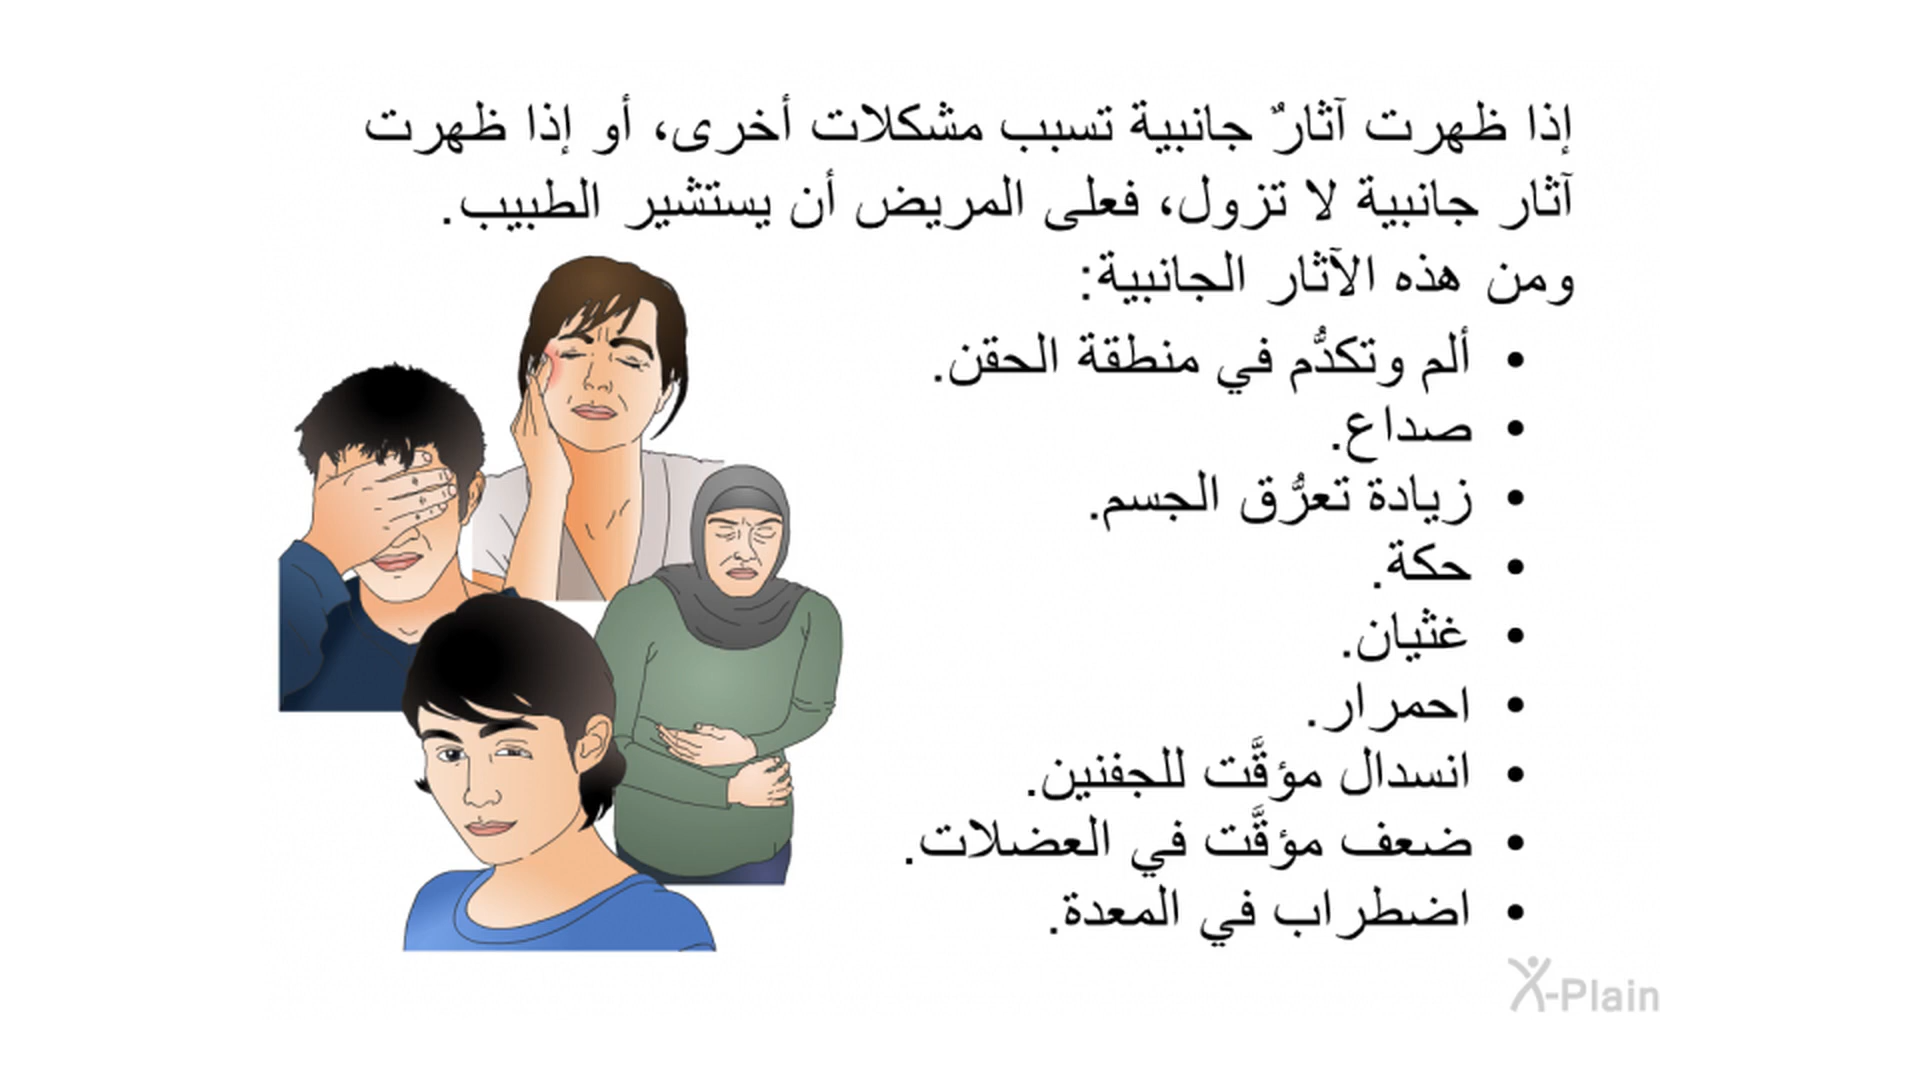 إذا ظهرت آثارٌ جانبية تسبب مشكلات أخرى، أو إذا ظهرت
آثار جانبية لا تزول، فعلى المريض أن يستشير الطبيب.
ومن هذه الآثار الجانبية:
• ألم وتكدُّم في منطقة الحقن.
• صداع.
• زيادة تعرُّق الجسم.
• حكة.
• غثيان.
• احمرار.
• انسدال مؤقَّت للجفنين.
• ضعف مؤقَّت في العضلات.
• اضطراب في المعدة.
X-Plain